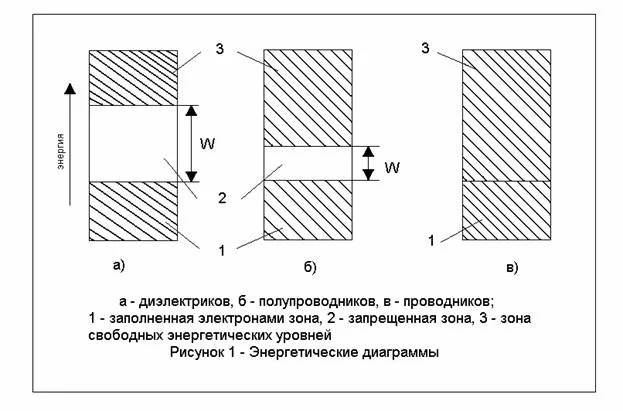 3
3
3
энергия
W
W
2
1
1
а)
б)
в)
а - диэлектриков, б - полупроводников, в - проводников;
1 - заполненная электронами зона, 2 - запрещенная зона, 3 - зона
свободных энергетических уровней
Рисунок 1 - Энергетические диаграммы